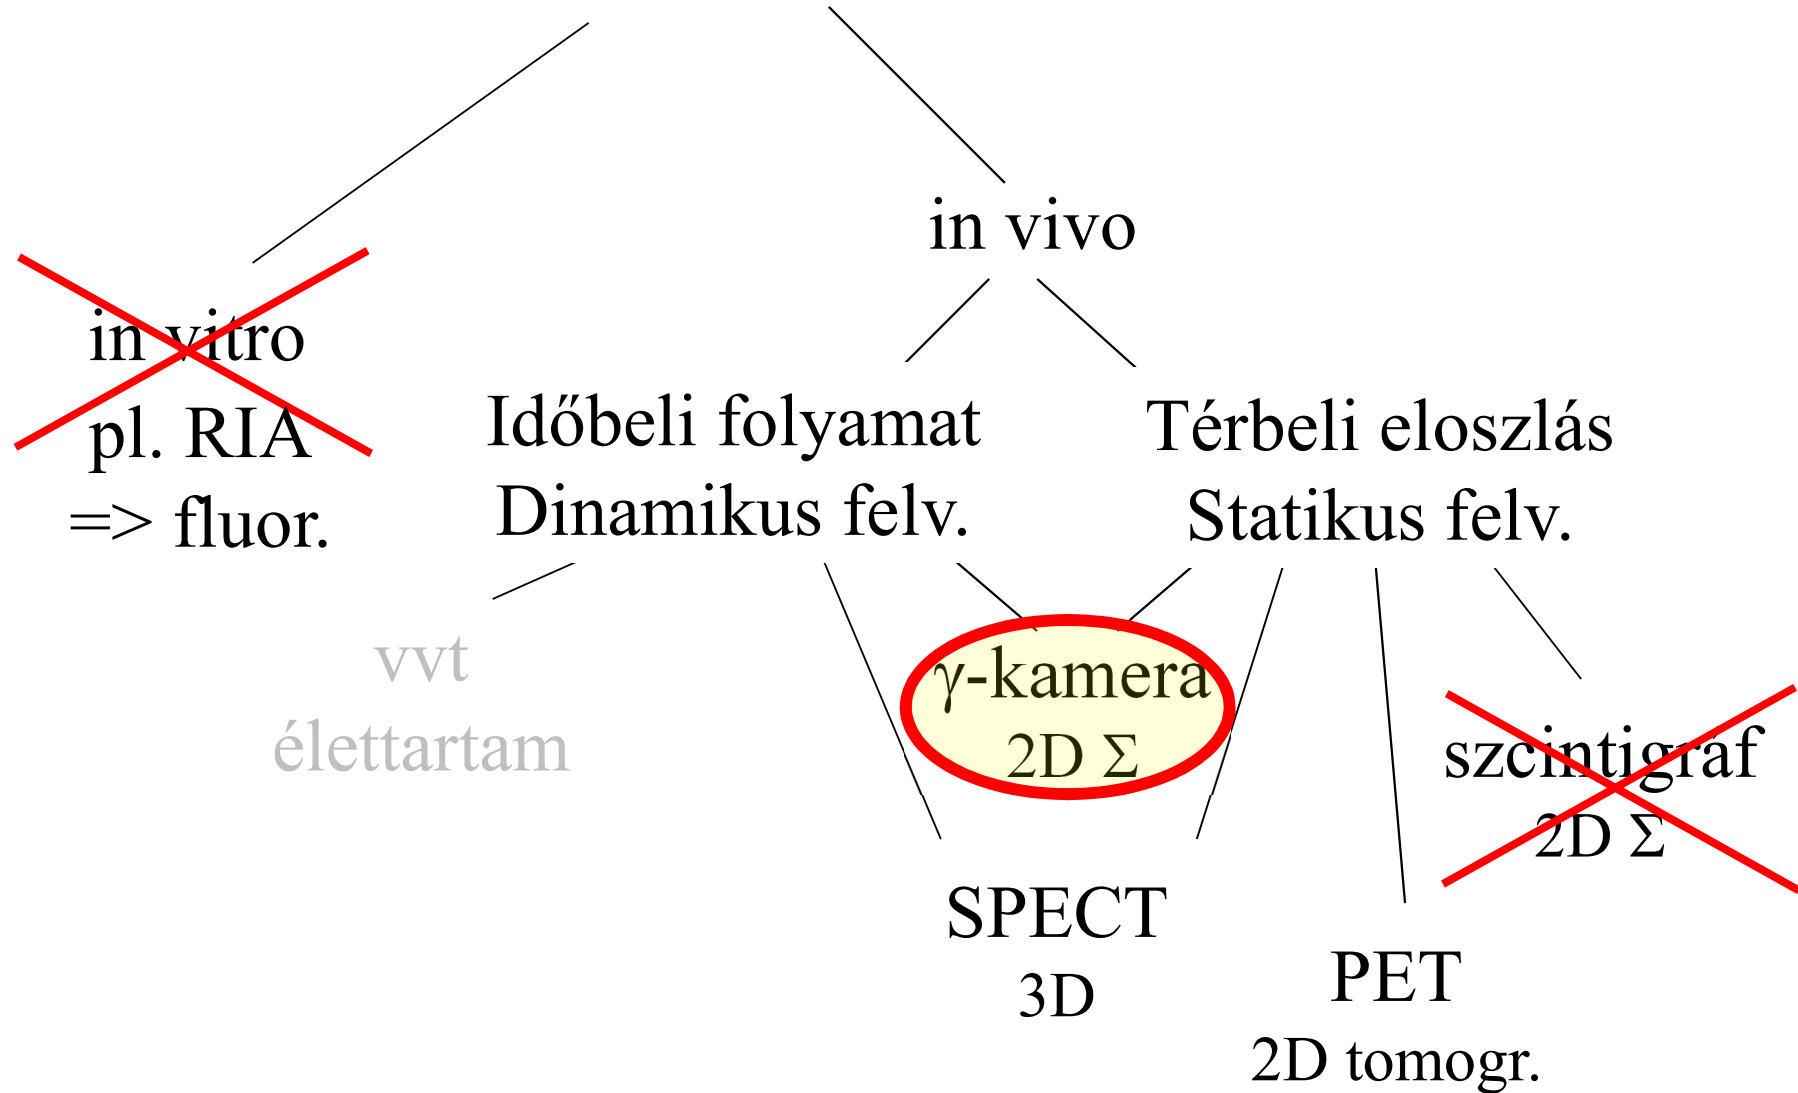 in vivo
in vitro
pl. RIA
=> fluor.
Időbeli folyamat
Dinamikus felv.
Térbeli eloszlás
Statikus felv.
vvt
élettartam
γ-kamera
2D Σ
szcintigráf
2D Σ
SPECT
3D
PET
2D tomogr.